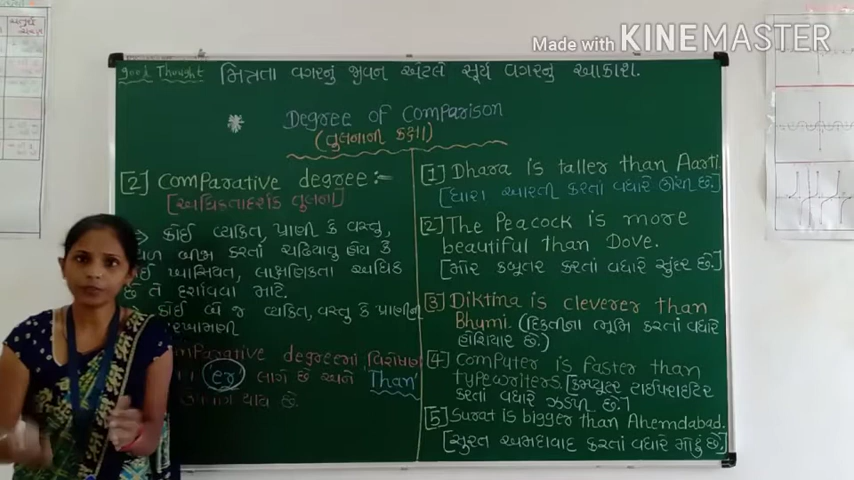 Made with KINEMASTER
good Thought મિત્રતા વગરનું જીવન એટલે સૂર્ય વગરનું આકાશ.
* Degree of Comparison
(તુલનાની કક્ષા)
[2] Comparative degree :-
[અધિકતાદર્શક તુલના]
→ કોઈ વ્યકિત, પ્રાણી કે વસ્તુ,
બીજા કરતાં ચઢિયાતું હોય કે
ખાસિયત, લાક્ષણિકતા અધિક
છે તે દર્શાવવા માટે.
→ કોઈ બે જ વ્યકિત, વસ્તુ કે પ્રાણીની
degreeમાં વિશેષણ
er લાગે છે અને Than
થાય છે.
[1] Dhara is taller than Aarti.
[ધારા આરતી કરતાં વધારે ઊંચી છે.]
[2] The Peacock is more
beautiful than Dove.
[મોર કબૂતર કરતાં વધારે સુંદર છે.]
[3] Diktina is cleverer than
Bhumi. (દિકતીના ભૂમિ કરતાં વધારે
હોંશિયાર છે.)
[4] Computer is faster than
typewriters. [કમ્પ્યુટર ટાઈપરાઈટર
કરતાં વધારે ઝડપી છે.]
[5] Surat is bigger than Ahemdabad.
[સુરત અમદાવાદ કરતાં વધારે મોટું છે.]